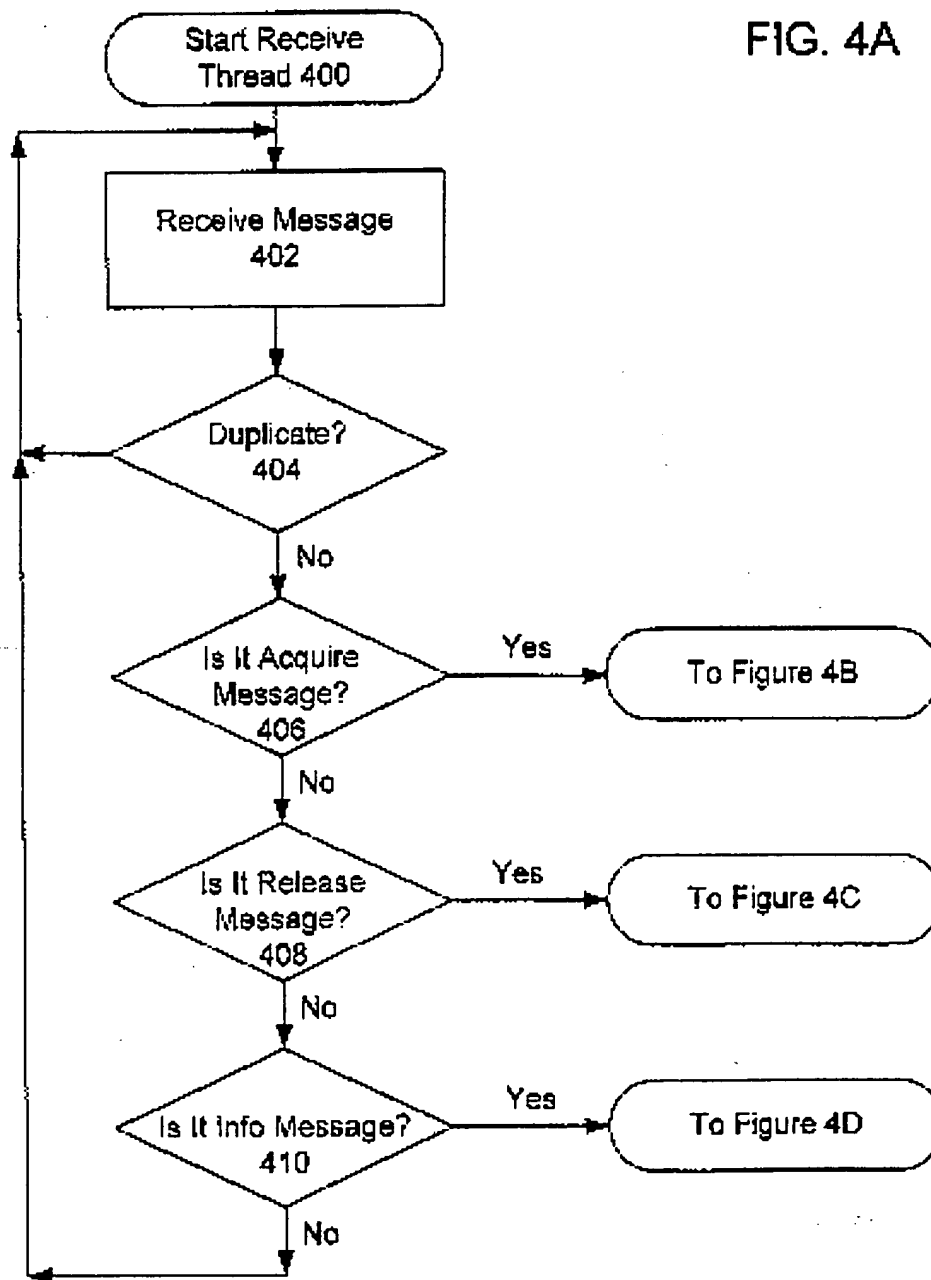 FIG. 4A
Start Receive
Thread 400
Receive Message
402
Duplicate?
404
No
Is It Acquire
Message?
406
Yes
To Figure 4B
No
Is It Release
Message?
408
Yes
To Figure 4C
No
Is It Info Message?
410
Yes
To Figure 4D
No